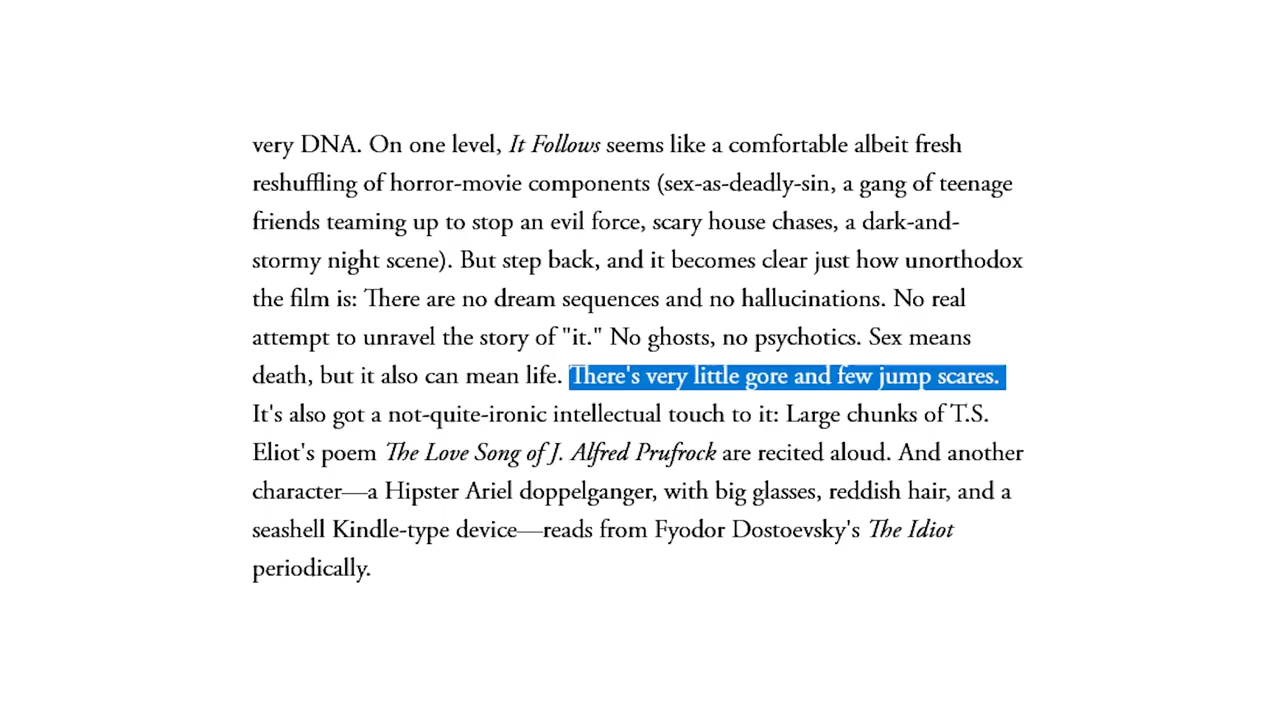 very DNA. On one level, It Follows seems like a comfortable albeit fresh
reshuffling of horror-movie components (sex-as-deadly-sin, a gang of teenage
friends teaming up to stop an evil force, scary house chases, a dark-and-
stormy night scene). But step back, and it becomes clear just how unorthodox
the film is: There are no dream sequences and no hallucinations. No real
attempt to unravel the story of "it." No ghosts, no psychotics. Sex means
death, but it also can mean life. There's very little gore and few jump scares.
It's also got a not-quite-ironic intellectual touch to it: Large chunks of T.S.
Eliot's poem The Love Song of J. Alfred Prufrock are recited aloud. And another
character—a Hipster Ariel doppelganger, with big glasses, reddish hair, and a
seashell Kindle-type device—reads from Fyodor Dostoevsky's The Idiot
periodically.